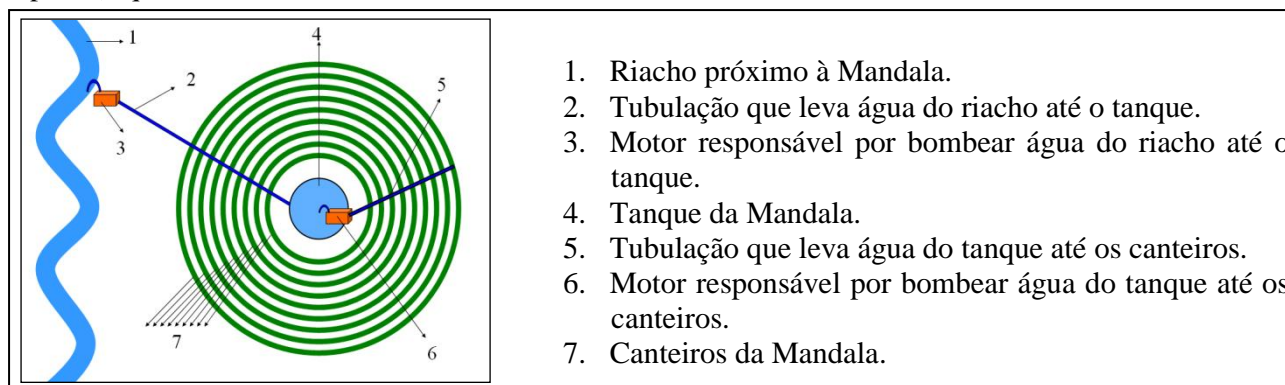 1
2
3
4
5
6
7
1. Riacho próximo à Mandala.
2. Tubulação que leva água do riacho até o tanque.
3. Motor responsável por bombear água do riacho até o
tanque.
4. Tanque da Mandala.
5. Tubulação que leva água do tanque até os canteiros.
6. Motor responsável por bombear água do tanque até os
canteiros.
7. Canteiros da Mandala.